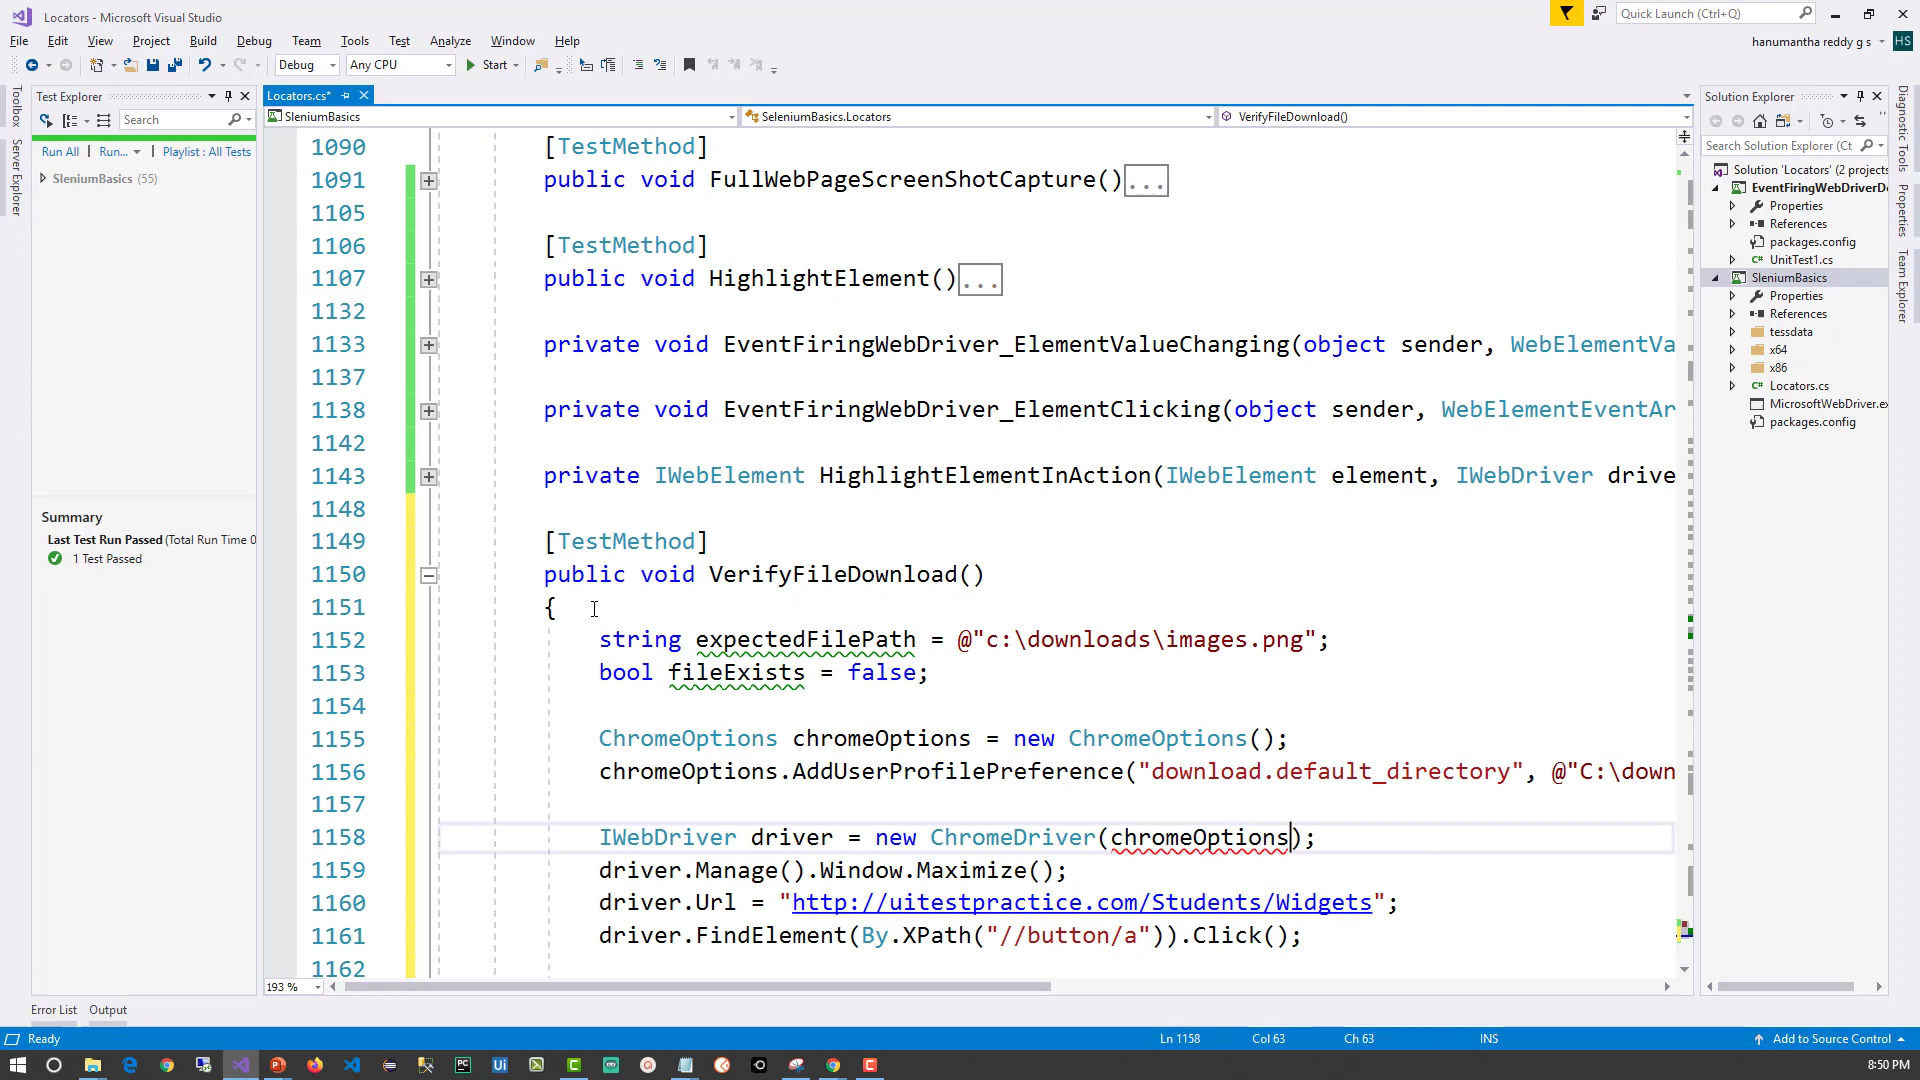 Locators - Microsoft Visual Studio
Quick Launch (Ctrl+Q)
File Edit View Project Build Debug Team Tools Test Analyze Window Help
hanumantha reddy g s
HS
Debug Any CPU Start
Toolbox
Server Explorer
Test Explorer
Search
Run All | Run... | Playlist : All Tests
SleniumBasics (55)
Summary
Last Test Run Passed (Total Run Time 0
1 Test Passed
Locators.cs*
SleniumBasics
SleniumBasics.Locators
VerifyFileDownload()
1090 [TestMethod]
1091 public void FullWebPageScreenShotCapture()...
1105
1106 [TestMethod]
1107 public void HighlightElement()...
1132
1133 private void EventFiringWebDriver_ElementValueChanging(object sender, WebElementVa
1137
1138 private void EventFiringWebDriver_ElementClicking(object sender, WebElementEventAr
1142
1143 private IWebElement HighlightElementInAction(IWebElement element, IWebDriver drive
1148
1149 [TestMethod]
1150 public void VerifyFileDownload()
1151 {
1152 string expectedFilePath = @"c:\downloads\images.png";
1153 bool fileExists = false;
1154
1155 ChromeOptions chromeOptions = new ChromeOptions();
1156 chromeOptions.AddUserProfilePreference("download.default_directory", @"C:\down
1157
1158 IWebDriver driver = new ChromeDriver(chromeOptions);
1159 driver.Manage().Window.Maximize();
1160 driver.Url = "http://uitestpractice.com/Students/Widgets";
1161 driver.FindElement(By.XPath("//button/a")).Click();
1162
193 %
Solution Explorer
Search Solution Explorer (Ct
Solution 'Locators' (2 projects
EventFiringWebDriverD
Properties
References
packages.config
UnitTest1.cs
SleniumBasics
Properties
References
tessdata
x64
x86
Locators.cs
MicrosoftWebDriver.ex
packages.config
Diagnostic Tools
Properties
Team Explorer
Error List Output
Ready
Ln 1158 Col 63 Ch 63 INS
Add to Source Control
8:50 PM